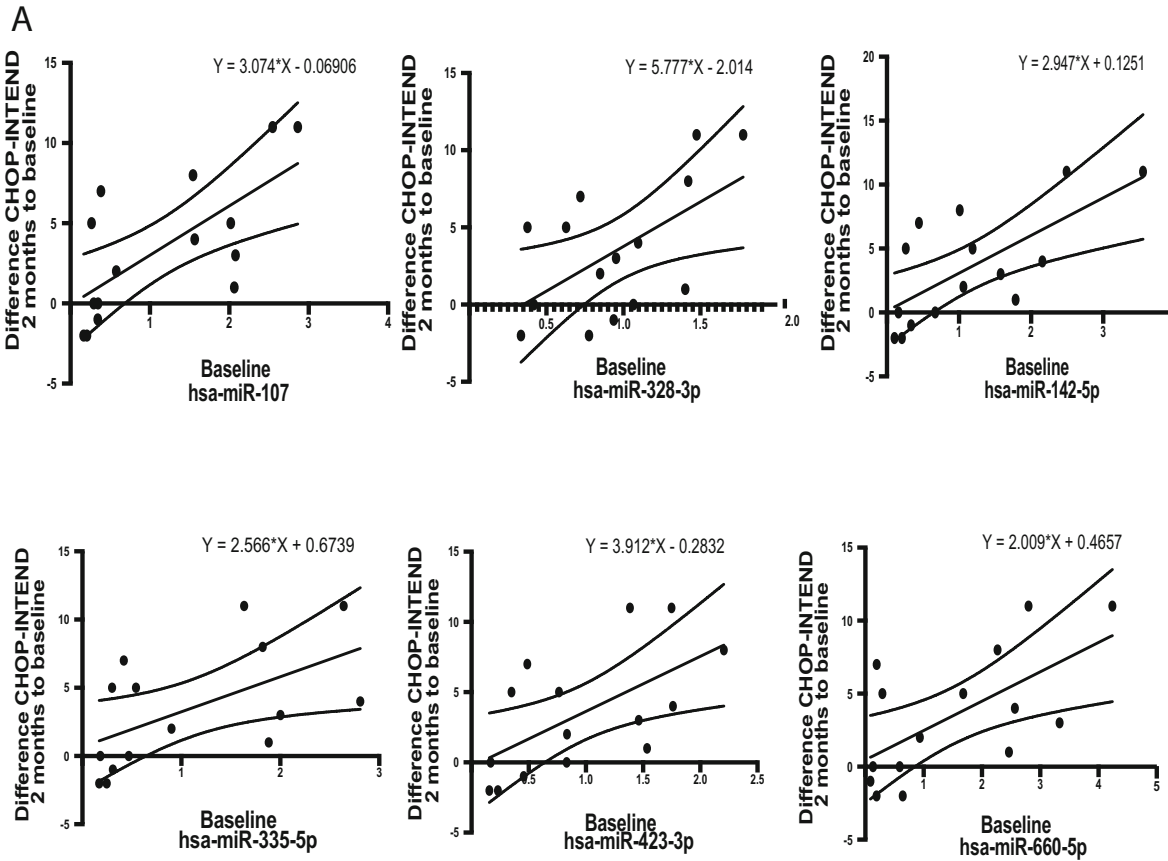 A
Difference CHOP-INTEND
2 months to baseline
Y = 3.074*X - 0.06906
15
10
5
0
-5
1
2
3
4
Baseline
hsa-miR-107
Difference CHOP-INTEND
2 months to baseline
Y = 5.777*X - 2.014
15
10
5
0
-5
0.5
1.0
1.5
2.0
0
Baseline
hsa-miR-328-3p
Difference CHOP-INTEND
2 months to baseline
Y = 2.947*X + 0.1251
20
15
10
5
0
-5
1
2
3
Baseline
hsa-miR-142-5p
Difference CHOP-INTEND
2 months to baseline
Y = 2.566*X + 0.6739
15
10
5
0
-5
1
2
3
Baseline
hsa-miR-335-5p
Difference CHOP-INTEND
2 months to baseline
Y = 3.912*X - 0.2832
15
10
5
0
-5
0.5
1.0
1.5
2.0
2.5
Baseline
hsa-miR-423-3p
Difference CHOP-INTEND
2 months to baseline
Y = 2.009*X + 0.4657
15
10
5
0
-5
1
2
3
4
5
Baseline
hsa-miR-660-5p